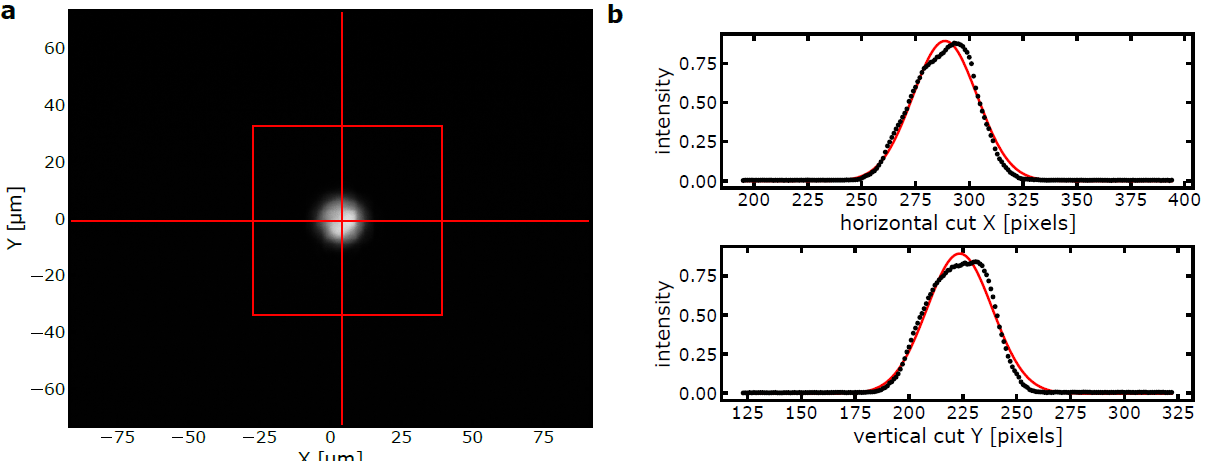 a
Y [µm]
60
40
20
0
−20
−40
−60
−75 −50 −25 0 25 50 75
X [µm]
b
intensity
0.75
0.50
0.25
0.00
200 225 250 275 300 325 350 375 400
horizontal cut X [pixels]
intensity
0.75
0.50
0.25
0.00
125 150 175 200 225 250 275 300 325
vertical cut Y [pixels]